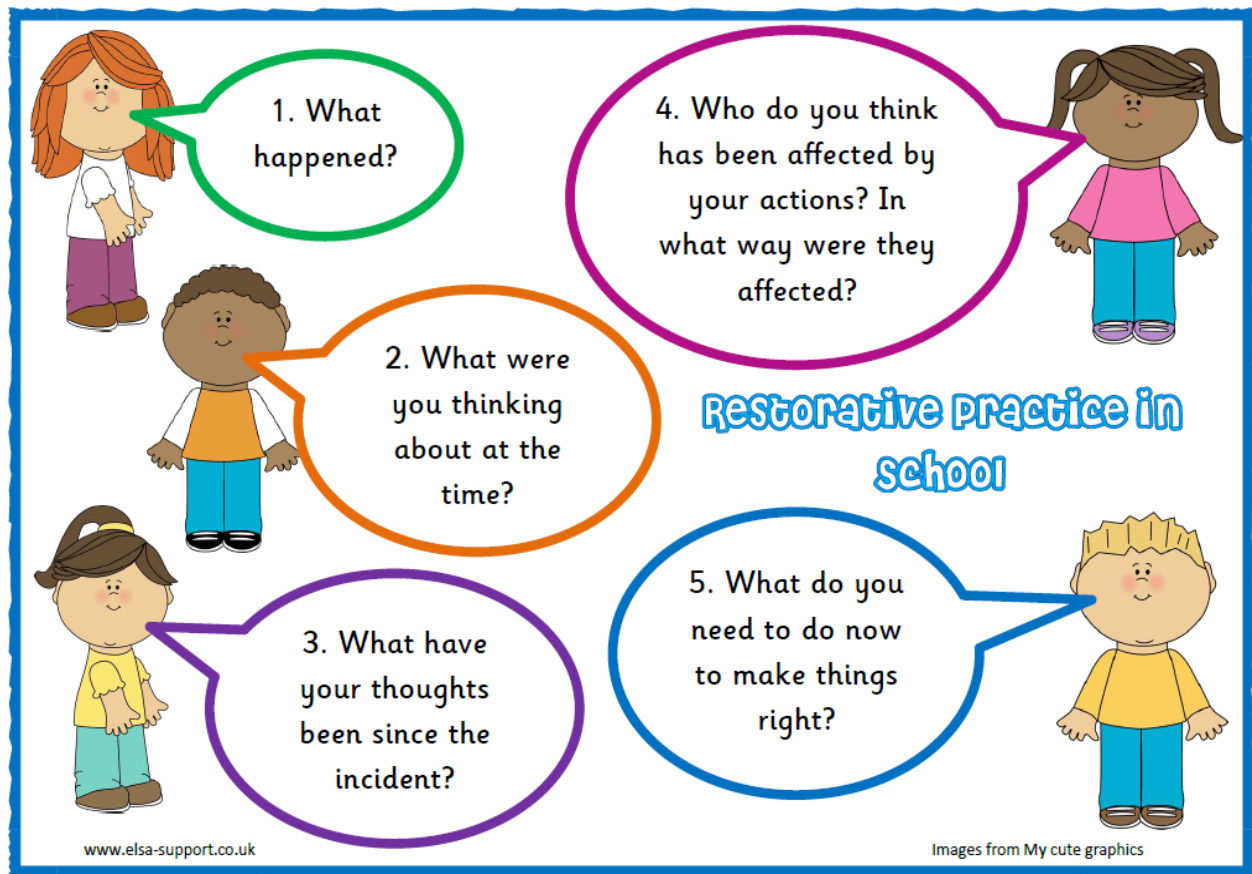 1. What
happened?
2. What were
you thinking
about at the
time?
3. What have
your thoughts
been since the
incident?
4. Who do you think
has been affected by
your actions? In
what way were they
affected?
Restorative Practice in
school
5. What do you
need to do now
to make things
right?
www.elsa-support.co.uk
Images from My cute graphics